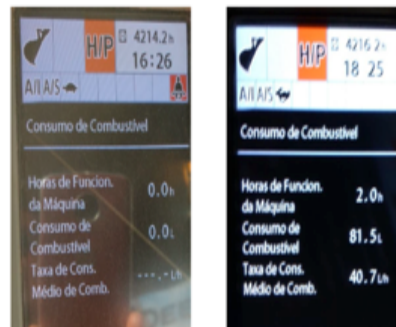 H/P 4214.2h
16:26
A/I A/S
Consumo de Combustível
Horas de Funcion. 0.0h
da Máquina
Consumo de 0.0L
Combustível
Taxa de Cons. ---.-L/h
Médio de Comb.
H/P 4216.2h
18 25
A/I A/S
Consumo de Combustível
Horas de Funcion. 2.0h
da Máquina
Consumo de 81.5L
Combustível
Taxa de Cons. 40.7L/h
Médio de Comb.